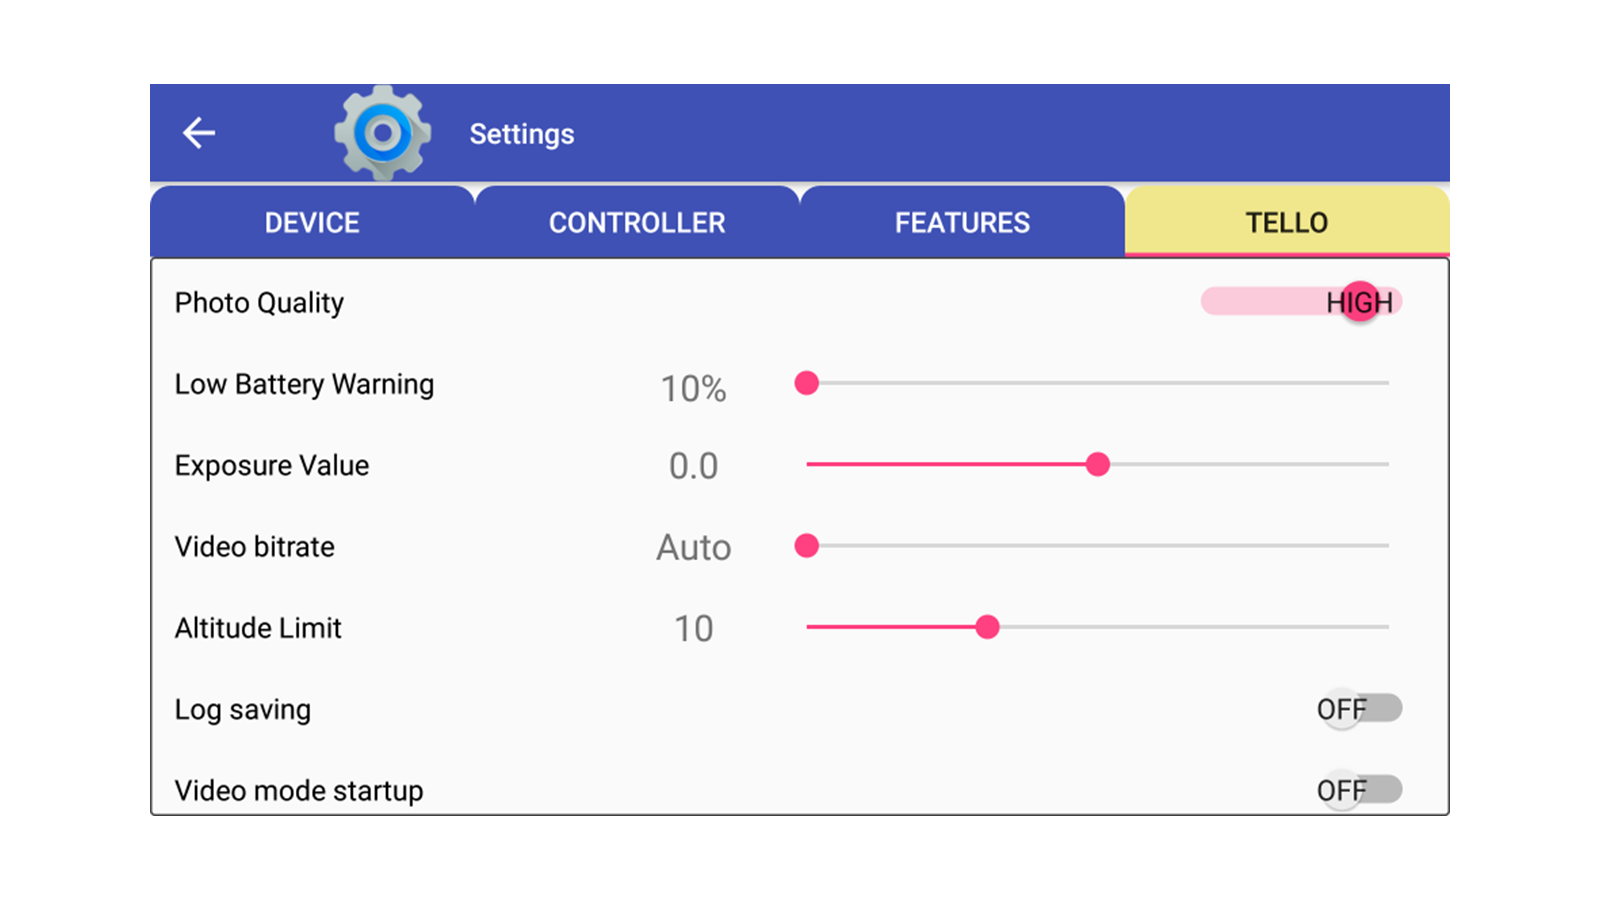 Settings
DEVICE CONTROLLER FEATURES TELLO
Photo Quality HIGH
Low Battery Warning 10%
Exposure Value 0.0
Video bitrate Auto
Altitude Limit 10
Log saving OFF
Video mode startup OFF